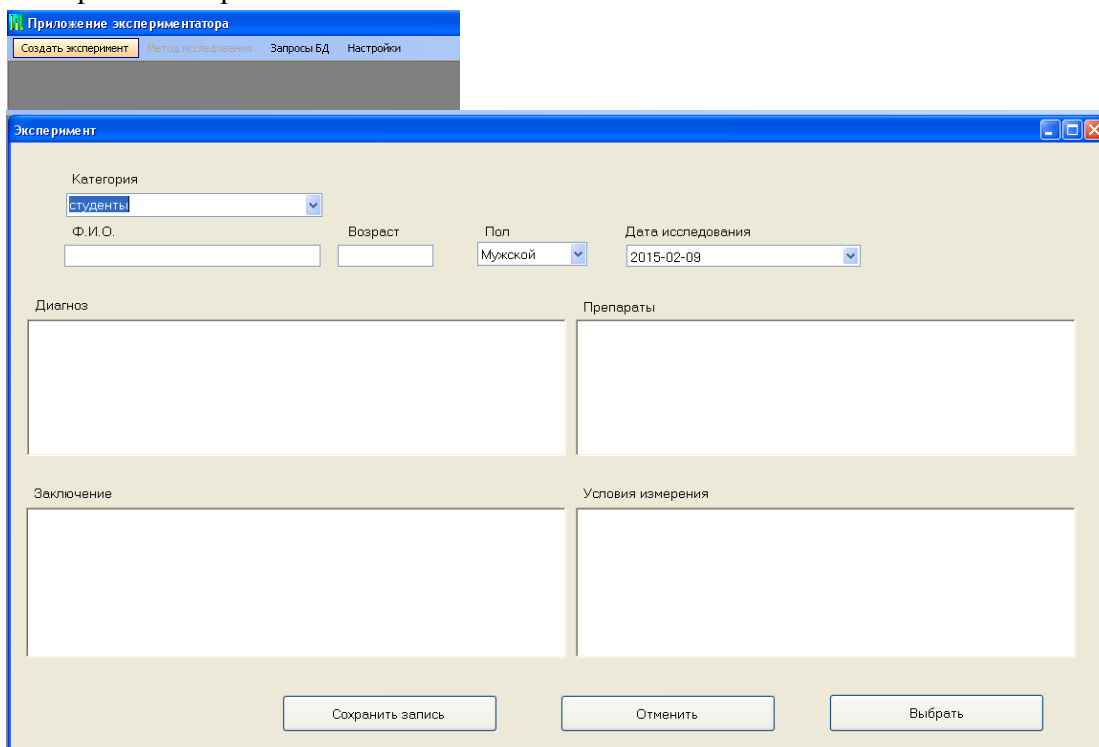 Приложение экспериментатора
Создать эксперимент Метод исследования Запросы БД Настройки
Эксперимент
Категория
студенты
Ф.И.О. Возраст Пол Дата исследования
Мужской 2015-02-09
Диагноз Препараты
Заключение Условия измерения
Сохранить запись Отменить Выбрать